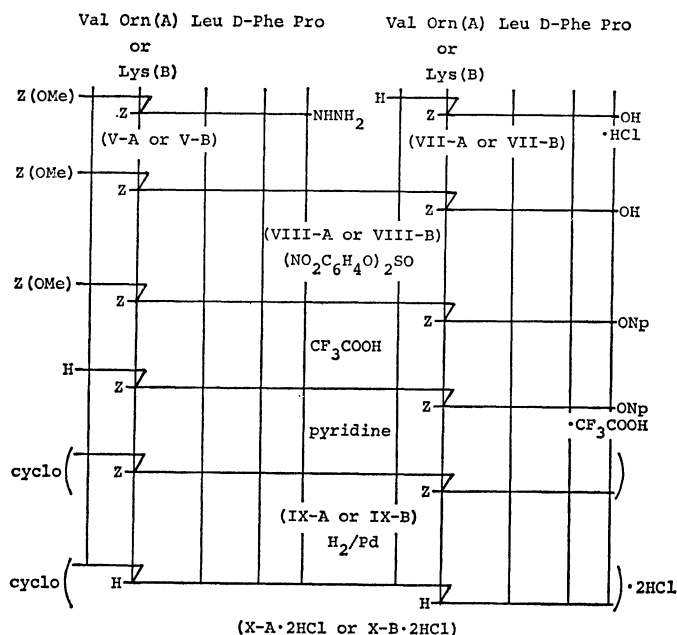 Val Orn(A) Leu D-Phe Pro Val Orn(A) Leu D-Phe Pro
or or
Lys(B) Lys(B)
Z(OMe) H
.Z NHNH2 Z OH
(V-A or V-B) (VII-A or VII-B) ·HCl
Z(OMe)
Z
Z OH
(VIII-A or VIII-B)
(NO2C6H4O)2SO
Z(OMe)
Z
Z ONp
CF3COOH
H
Z
Z ONp
·CF3COOH
pyridine
cyclo( )
Z
Z
(IX-A or IX-B)
H2/Pd
cyclo( )·2HCl
H
H
(X-A·2HCl or X-B·2HCl)